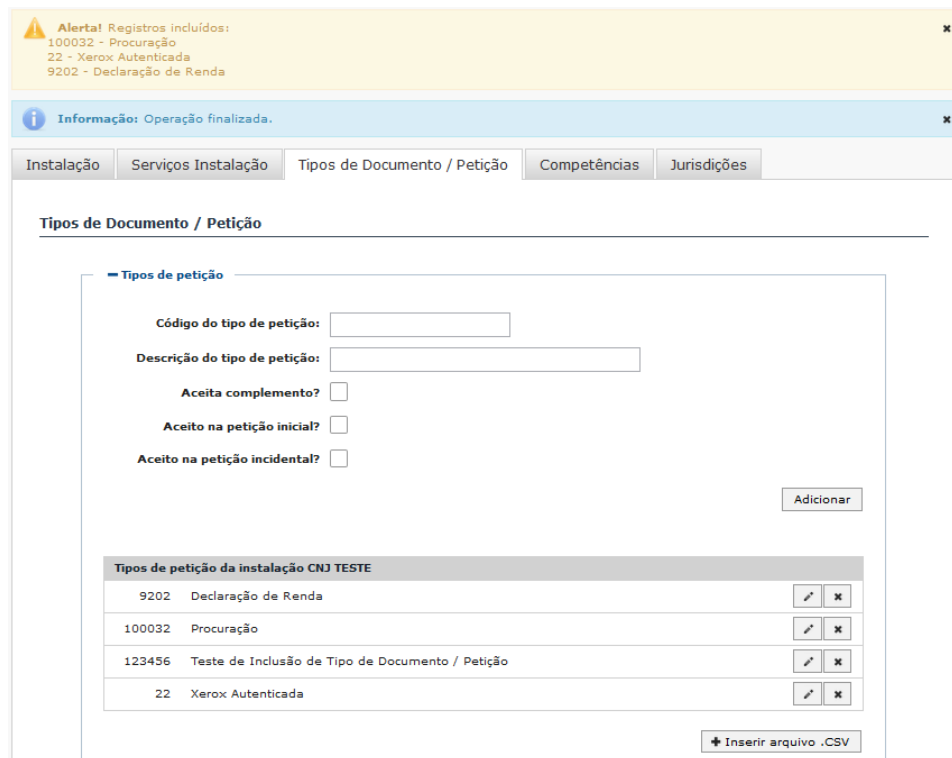 Alerta! Registros incluídos:
100032 - Procuração
22 - Xerox Autenticada
9202 - Declaração de Renda
Informação: Operação finalizada.
Instalação Serviços Instalação Tipos de Documento / Petição Competências Jurisdições
Tipos de Documento / Petição
Tipos de petição
Código do tipo de petição:
Descrição do tipo de petição:
Aceita complemento?
Aceito na petição inicial?
Aceito na petição incidental?
Adicionar
Tipos de petição da instalação CNJ TESTE
9202 Declaração de Renda
100032 Procuração
123456 Teste de Inclusão de Tipo de Documento / Petição
22 Xerox Autenticada
Inserir arquivo .CSV